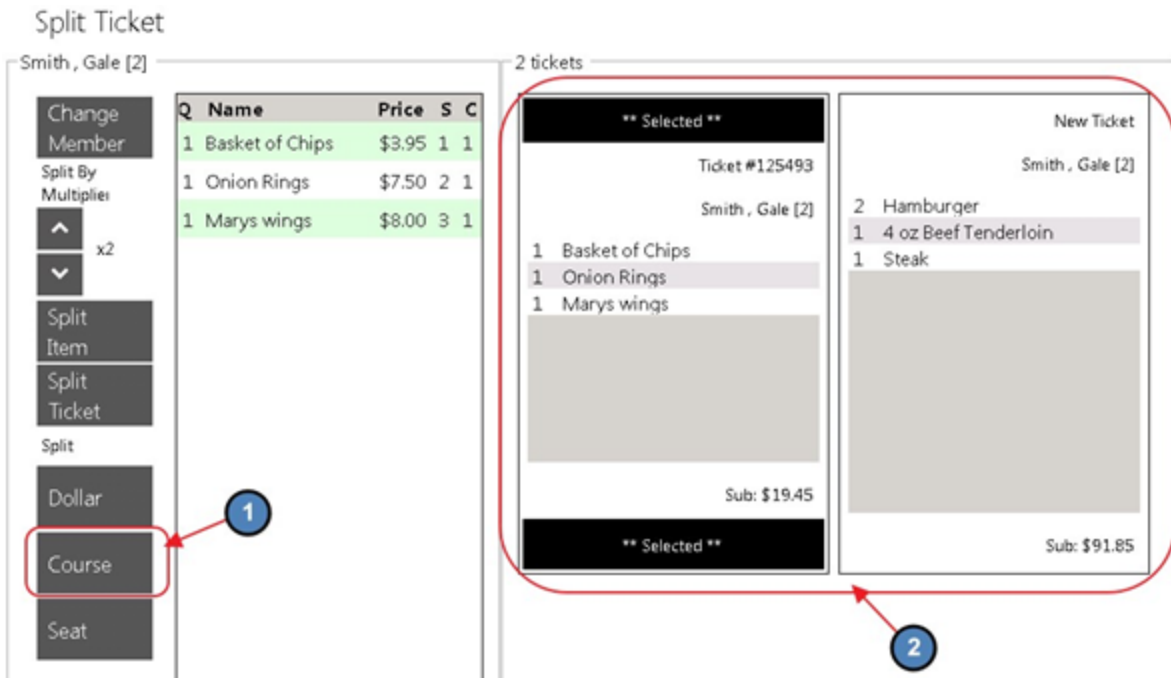 Split Ticket
Smith , Gale [2]
Change
Member
Split By
Multiplier
x2
Split
Item
Split
Ticket
Split
Dollar
Course
Seat
1
Q Name Price S C
1 Basket of Chips $3.95 1 1
1 Onion Rings $7.50 2 1
1 Marys wings $8.00 3 1
2 tickets
** Selected **
Ticket #125493
Smith , Gale [2]
1 Basket of Chips
1 Onion Rings
1 Marys wings
Sub: $19.45
** Selected **
New Ticket
Smith , Gale [2]
2 Hamburger
1 4 oz Beef Tenderloin
1 Steak
Sub: $91.85
2